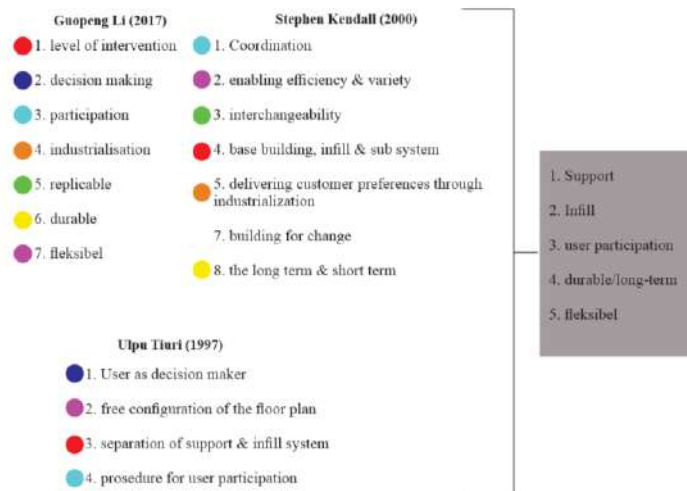 Guopeng Li (2017)
1. level of intervention
2. decision making
3. participation
4. industrialisation
5. replicable
6. durable
7. fleksibel
Stephen Kendall (2000)
1. Coordination
2. enabling efficiency & variety
3. interchangeability
4. base building, infill & sub system
5. delivering customer preferences through
industrialization
7. building for change
8. the long term & short term
Ulpu Tiuri (1997)
1. User as decision maker
2. free configuration of the floor plan
3. separation of support & infill system
4. prosedure for user participation
1. Support
2. Infill
3. user participation
4. durable/long-term
5. fleksibel